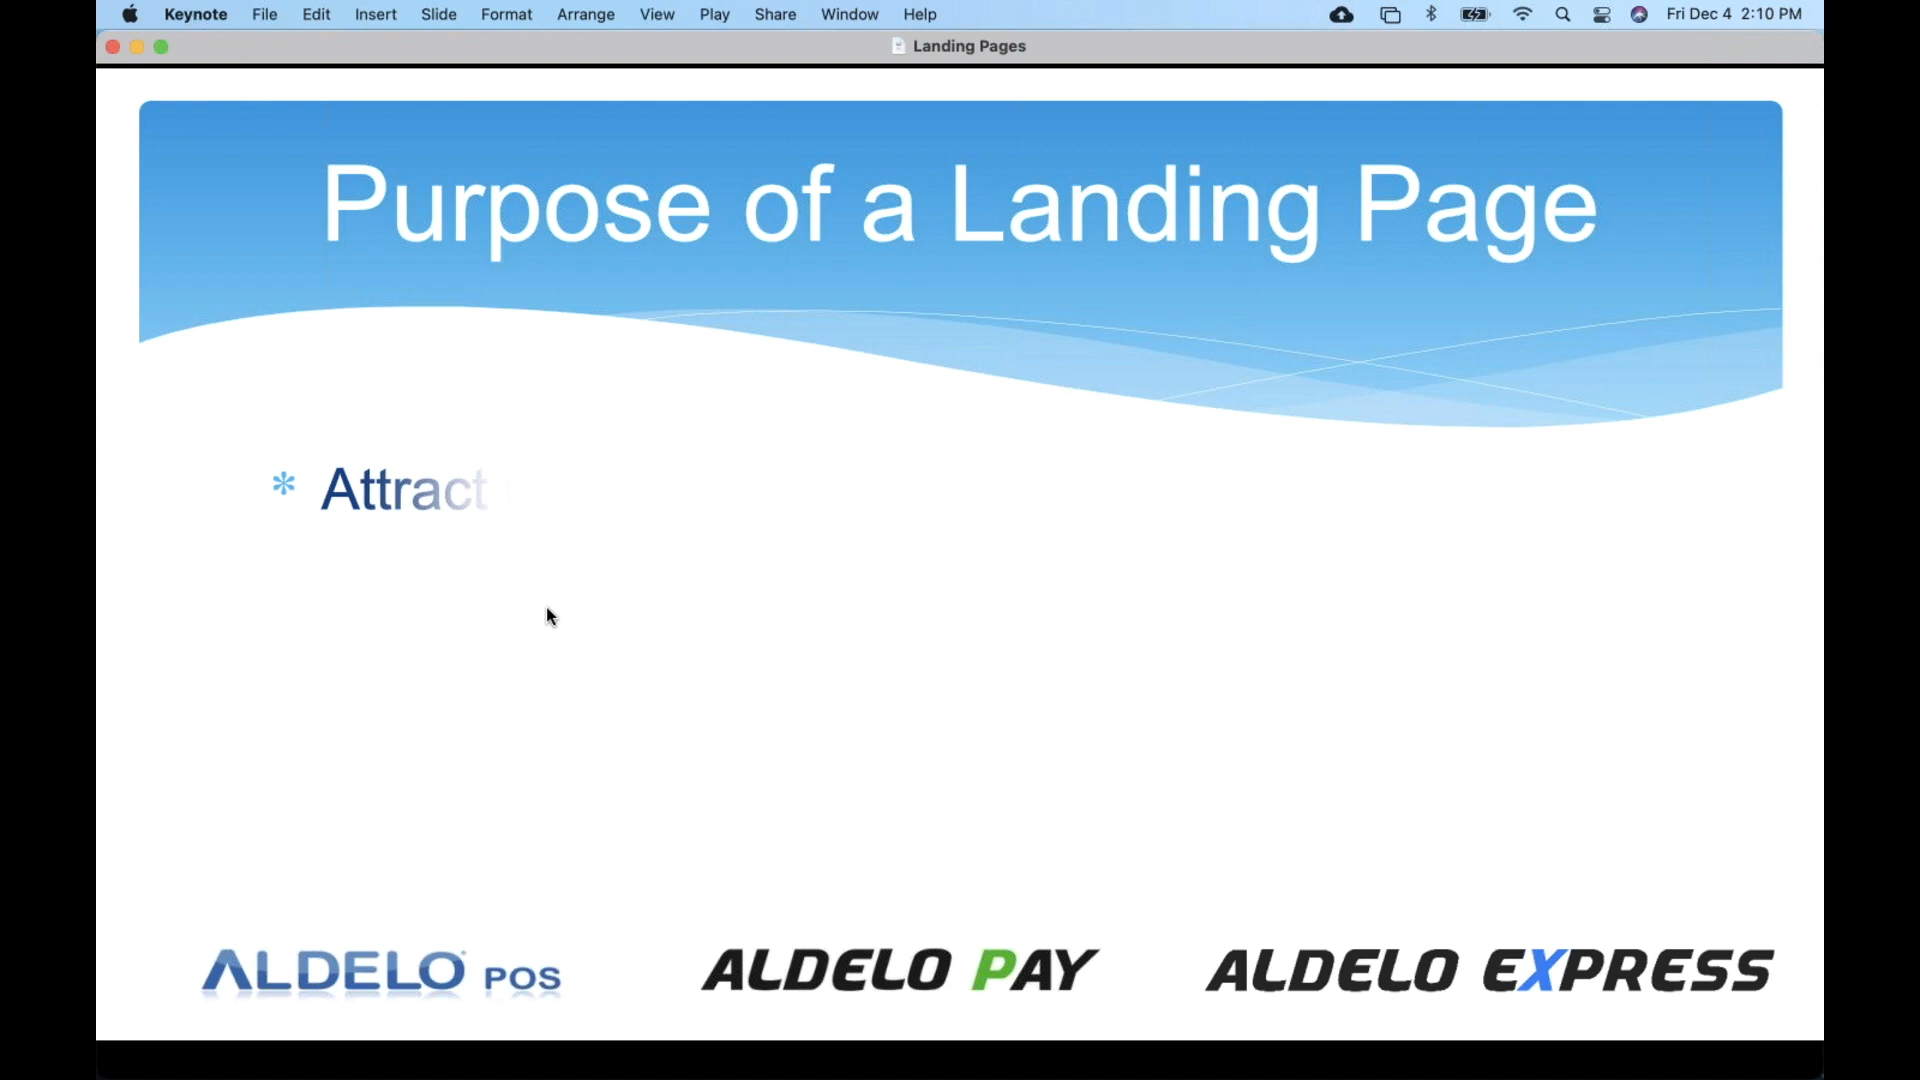 Keynote File Edit Insert Slide Format Arrange View Play Share Window Help Fri Dec 4 2:10 PM
Landing Pages
Purpose of a Landing Page
* Attract
ALDELO POS ALDELO PAY ALDELO EXPRESS